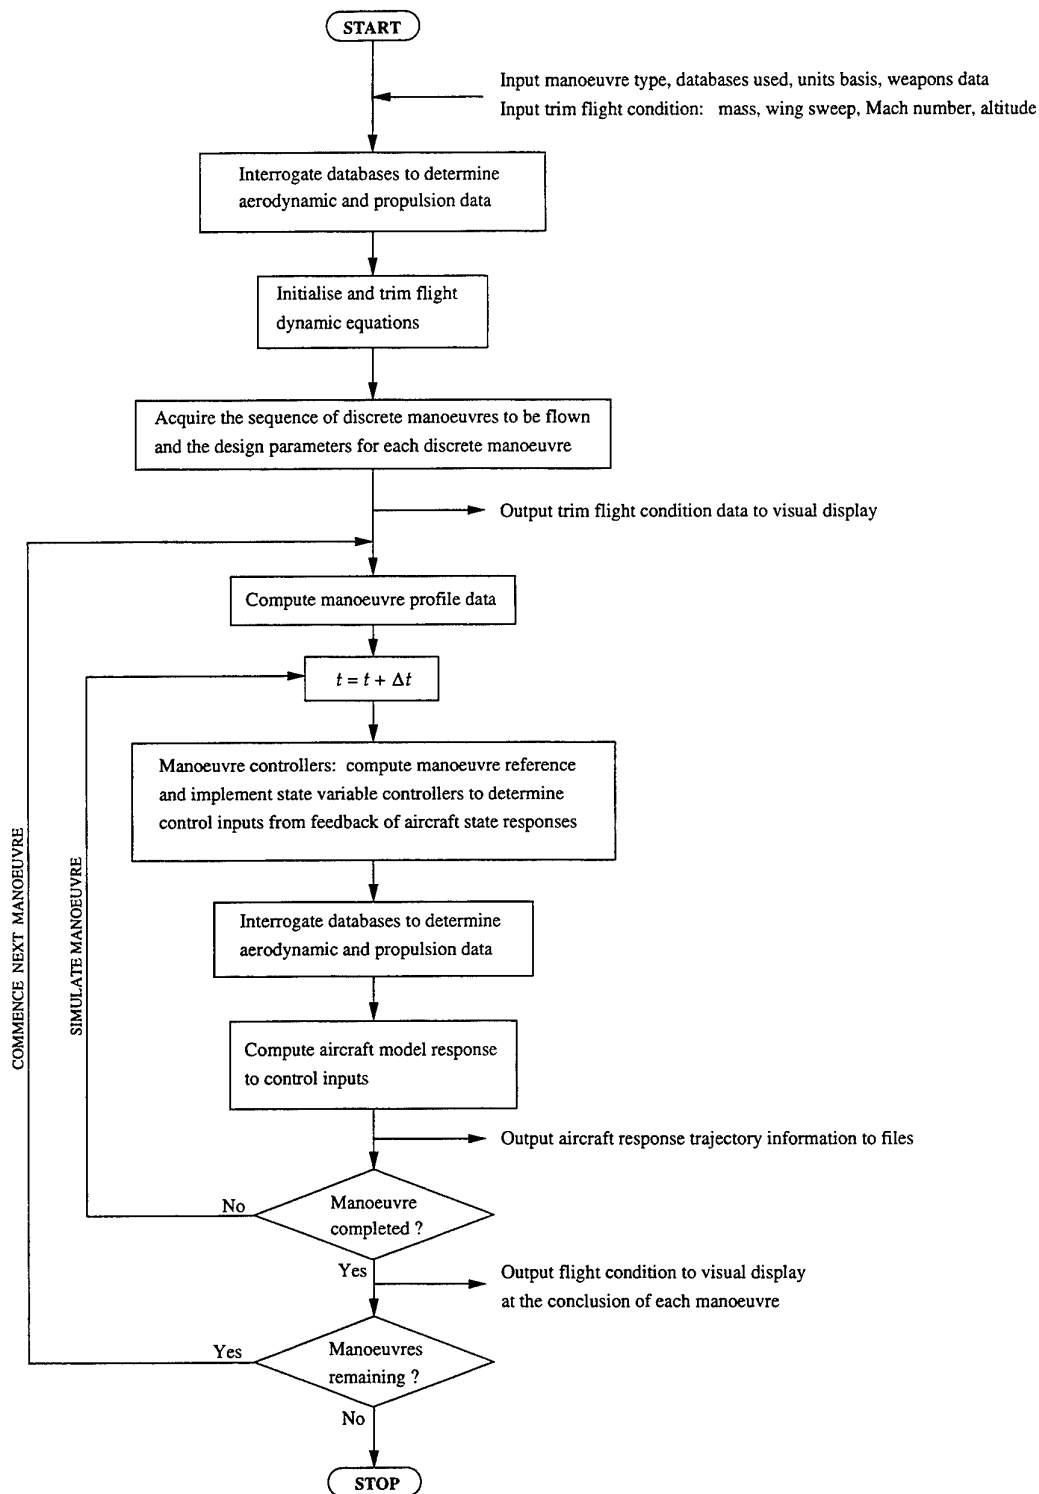 START
Input manoeuvre type, databases used, units basis, weapons data
Input trim flight condition: mass, wing sweep, Mach number, altitude
Interrogate databases to determine
aerodynamic and propulsion data
Initialise and trim flight
dynamic equations
Acquire the sequence of discrete manoeuvres to be flown
and the design parameters for each discrete manoeuvre
Output trim flight condition data to visual display
Compute manoeuvre profile data
t = t + Δt
Manoeuvre controllers: compute manoeuvre reference
and implement state variable controllers to determine
control inputs from feedback of aircraft state responses
COMMENCE NEXT MANOEUVRE
SIMULATE MANOEUVRE
Interrogate databases to determine
aerodynamic and propulsion data
Compute aircraft model response
to control inputs
Output aircraft response trajectory information to files
No
Manoeuvre
completed ?
Yes
Output flight condition to visual display
at the conclusion of each manoeuvre
Yes
Manoeuvres
remaining ?
No
STOP